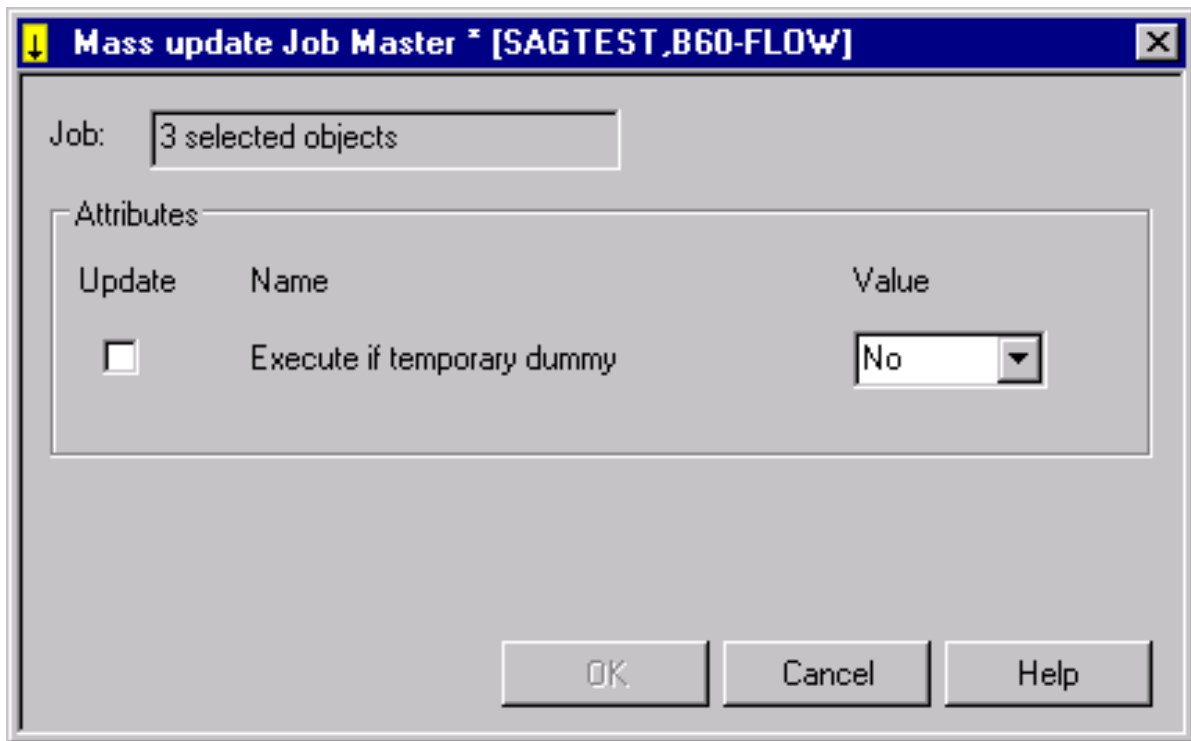 Mass update Job Master * [SAGTEST,B60-FLOW]
Job: 3 selected objects
Attributes
Update Name Value
Execute if temporary dummy No
OK Cancel Help